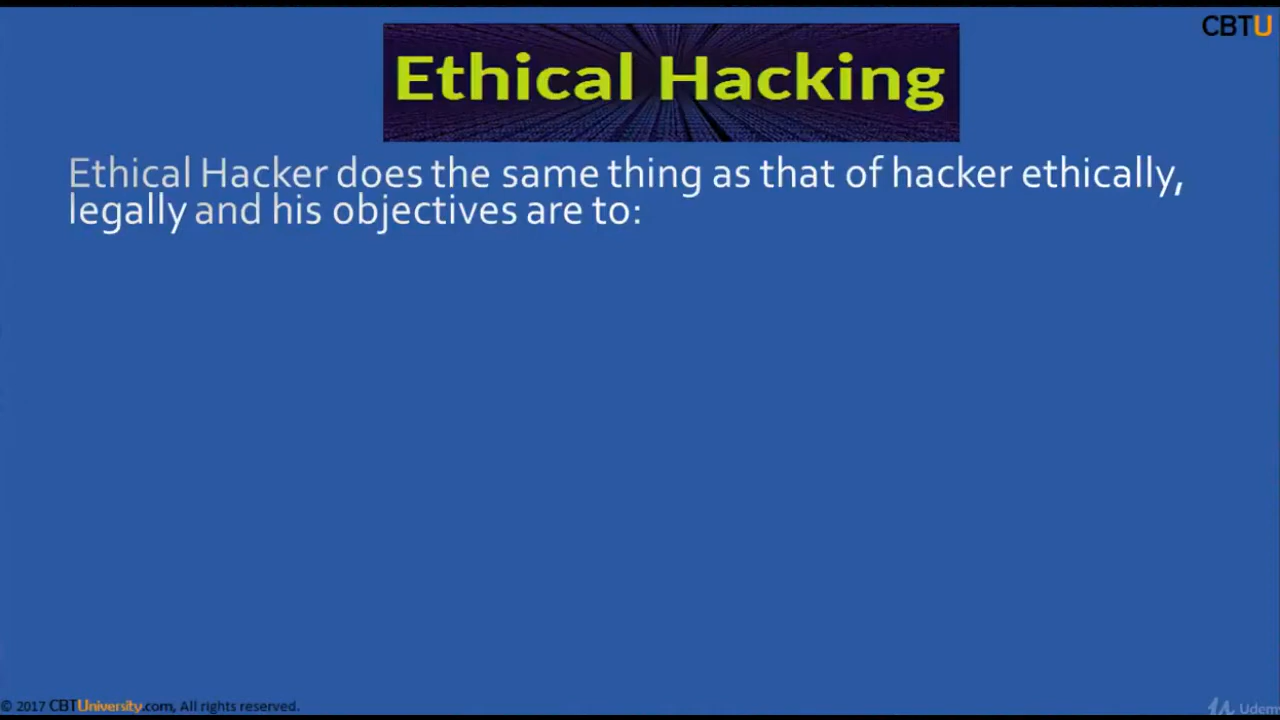 CBTU
Ethical Hacking
Ethical Hacker does the same thing as that of hacker ethically,
legally and his objectives are to:
© 2017 CBTUniversity.com, All rights reserved.
Udem